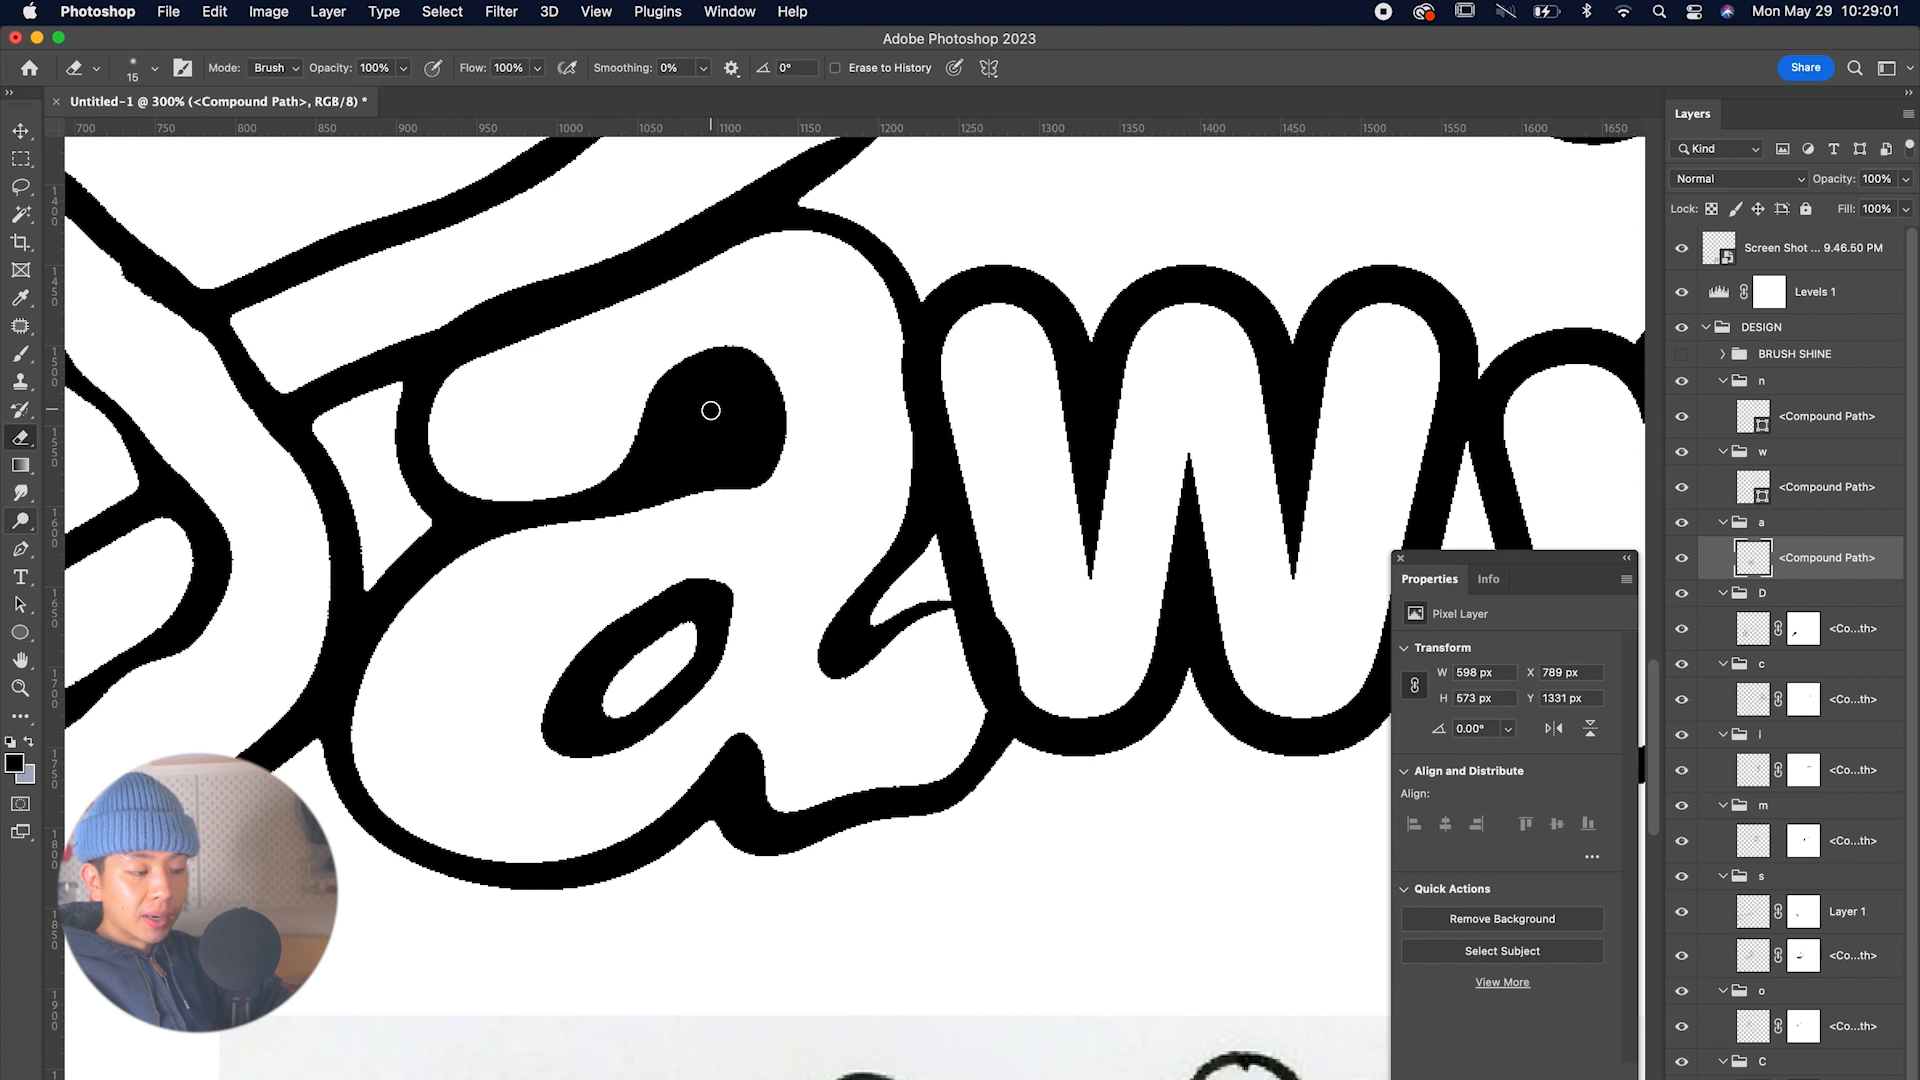 Photoshop File Edit Image Layer Type Select Filter 3D View Plugins Window Help Mon May 29 10:29:01
Adobe Photoshop 2023
15 Mode: Brush Opacity: 100% Flow: 100% Smoothing: 0% 0° Erase to History Share
Untitled-1 @ 300% (<Compound Path>, RGB/8) *
700 750 800 850 900 950 1000 1050 1100 1150 1200 1250 1300 1350 1400 1450 1500 1550 1600 1650
1400
1450
1500
1550
1600
1650
1700
1750
1800
1850
1900
aw
Layers
Kind
Normal Opacity: 100%
Lock: Fill: 100%
Screen Shot ... 9.46.50 PM
Levels 1
DESIGN
BRUSH SHINE
n
<Compound Path>
w
<Compound Path>
a
<Compound Path>
D
<Co...th>
c
<Co...th>
i
<Co...th>
m
<Co...th>
s
Layer 1
<Co...th>
o
<Co...th>
C
Properties Info
Pixel Layer
Transform
W 598 px X 789 px
H 573 px Y 1331 px
0.00°
Align and Distribute
Align:
Quick Actions
Remove Background
Select Subject
View More